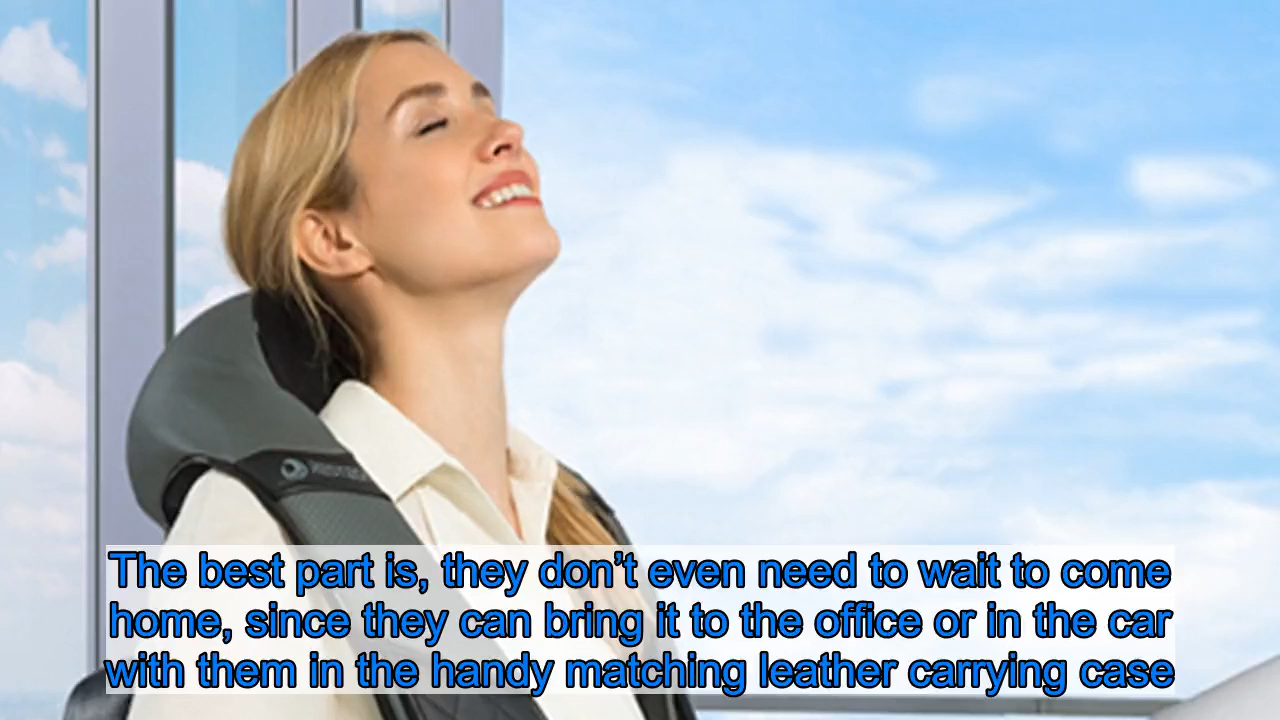 The best part is, they don’t even need to wait to come
home, since they can bring it to the office or in the car
with them in the handy matching leather carrying case